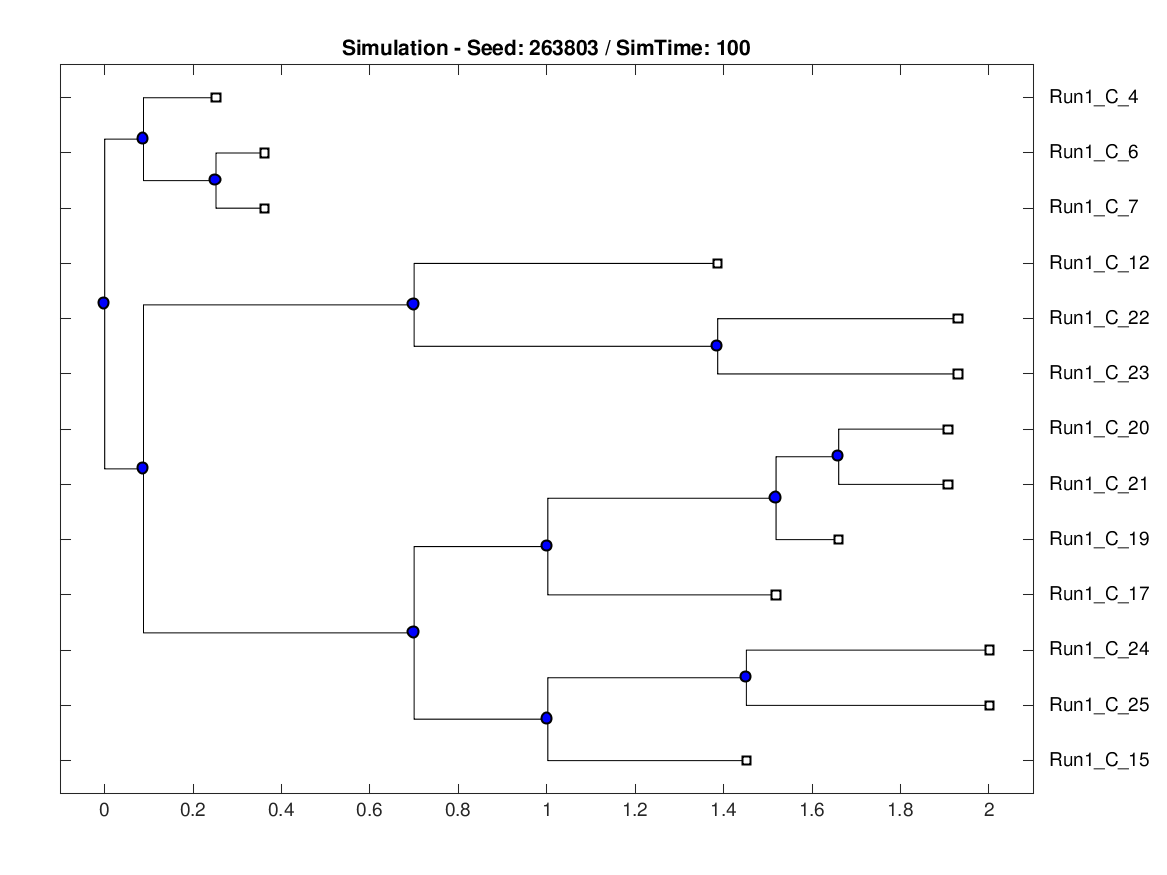 Simulation - Seed: 263803 / SimTime: 100
Run1_C_4
Run1_C_6
Run1_C_7
Run1_C_12
Run1_C_22
Run1_C_23
Run1_C_20
Run1_C_21
Run1_C_19
Run1_C_17
Run1_C_24
Run1_C_25
Run1_C_15
0 0.2 0.4 0.6 0.8 1 1.2 1.4 1.6 1.8 2